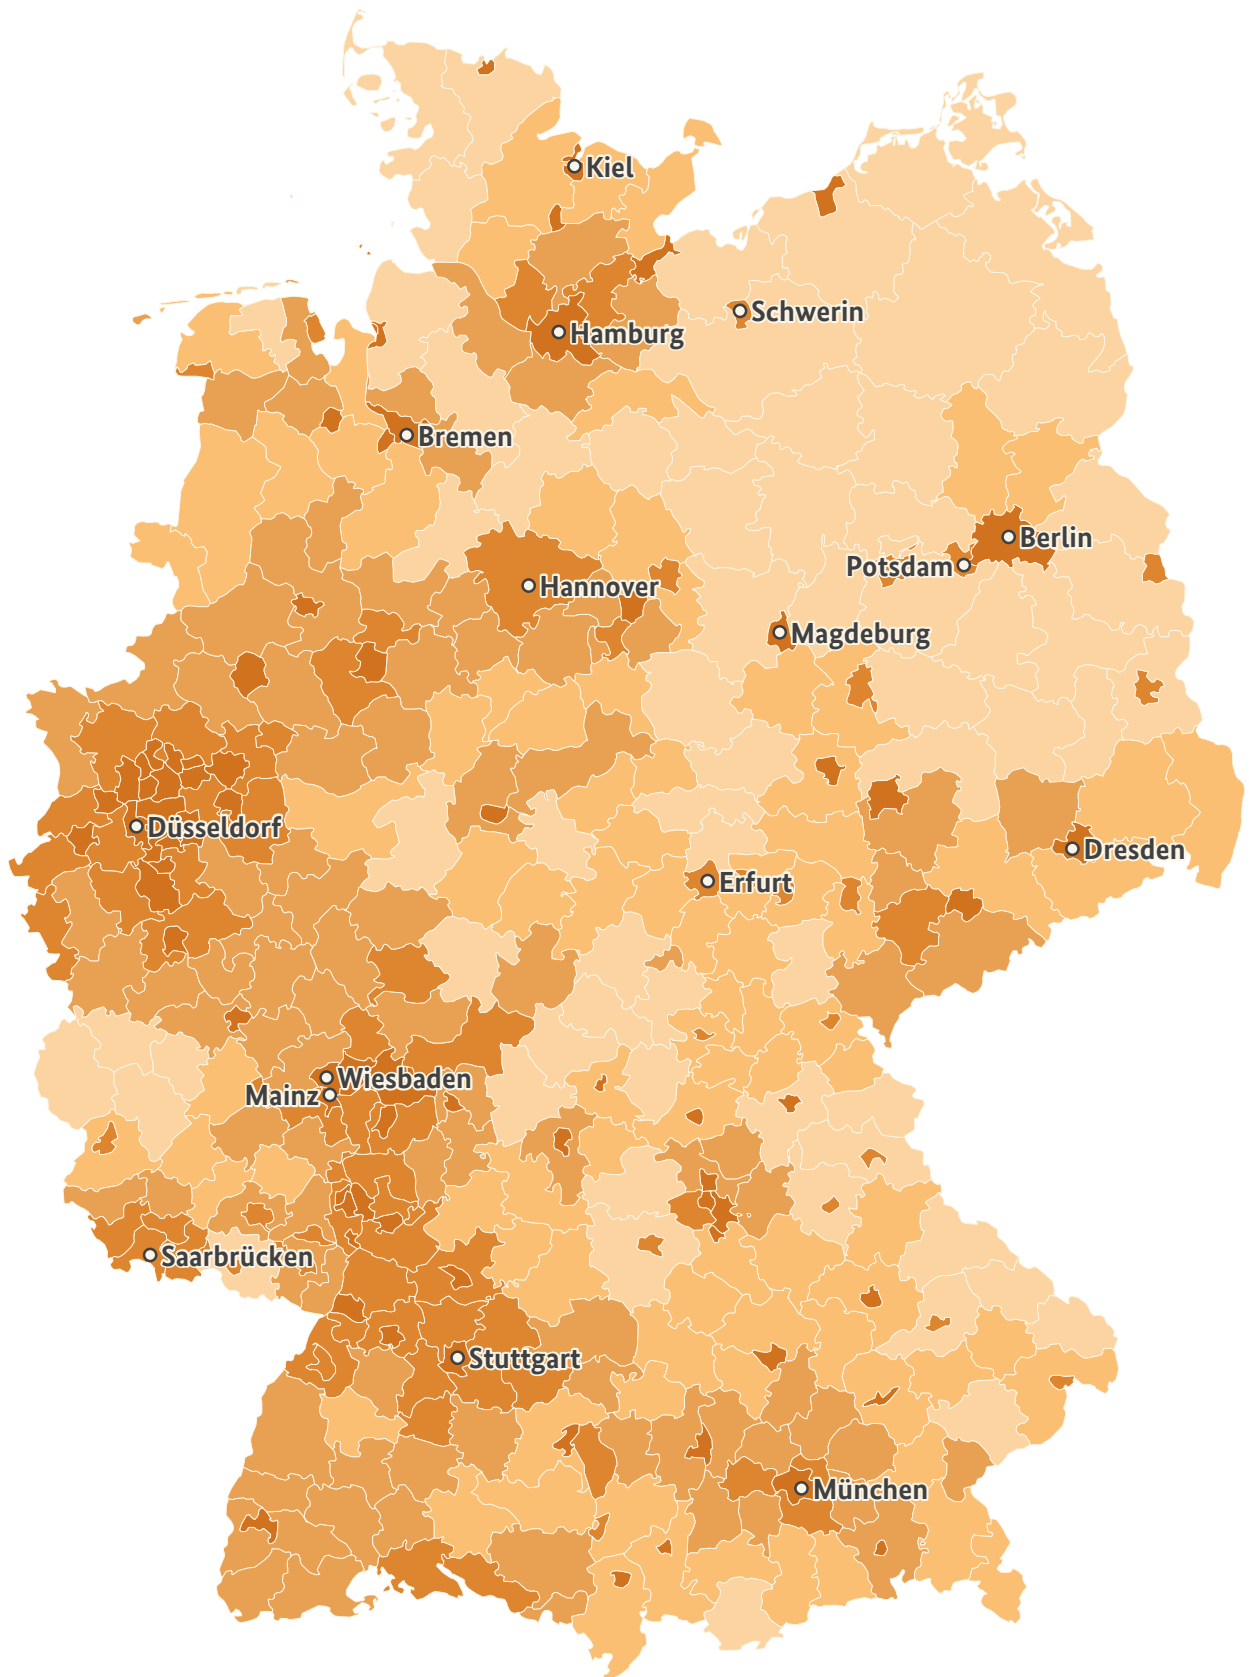 Kiel
Schwerin
Hamburg
Bremen
Berlin
Potsdam
Hannover
Magdeburg
Düsseldorf
Dresden
Erfurt
Wiesbaden
Mainz
Saarbrücken
Stuttgart
München